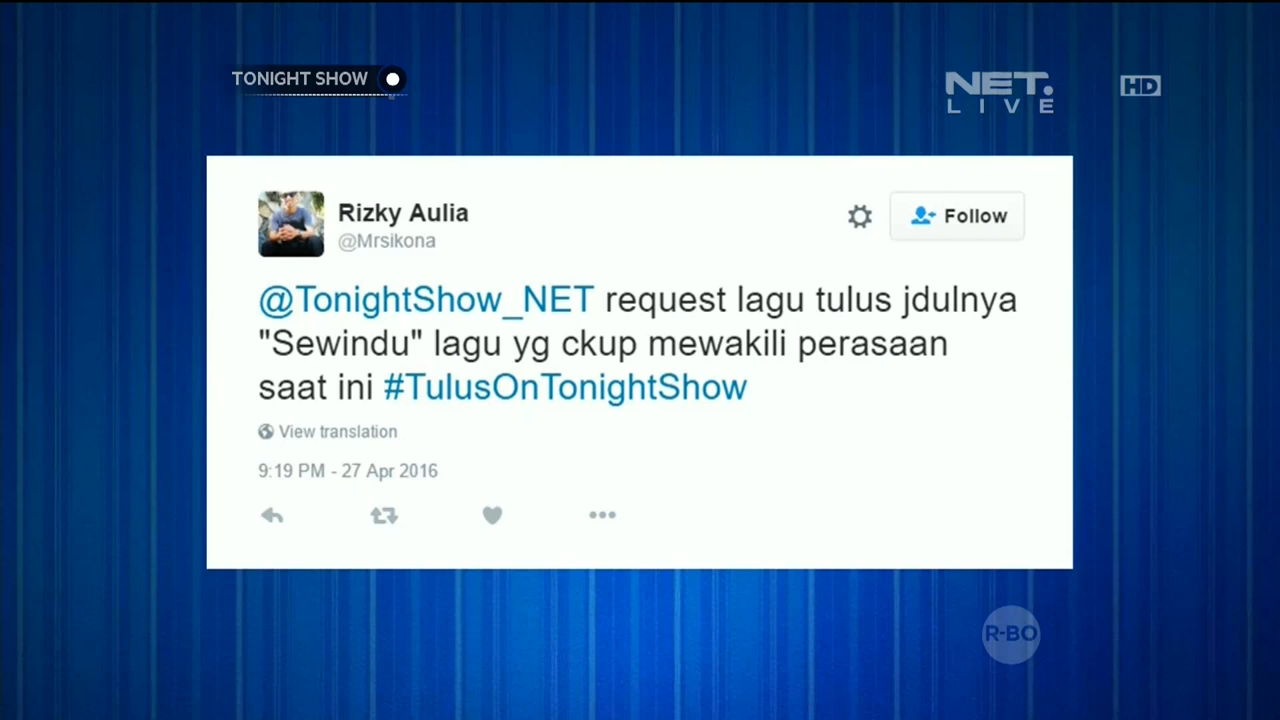 TONIGHT SHOW
NET.
LIVE
HD
Rizky Aulia
@Mrsikona
Follow
@TonightShow_NET request lagu tulus jdulnya
"Sewindu" lagu yg ckup mewakili perasaan
saat ini #TulusOnTonightShow
View translation
9:19 PM - 27 Apr 2016
R-BO